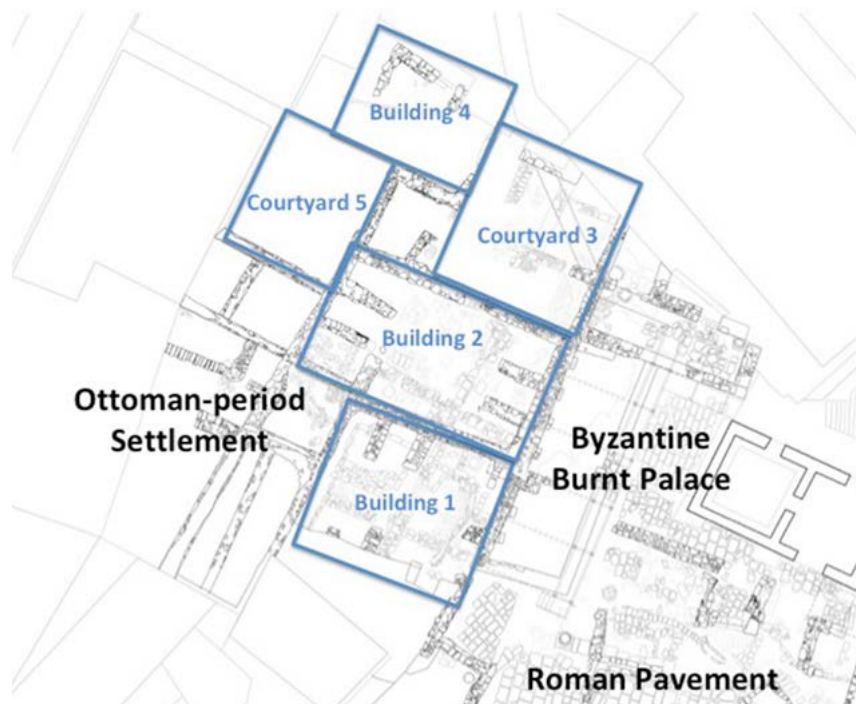 Building 4
Courtyard 5
Courtyard 3
Building 2
Ottoman-period
Settlement
Byzantine
Burnt Palace
Building 1
Roman Pavement